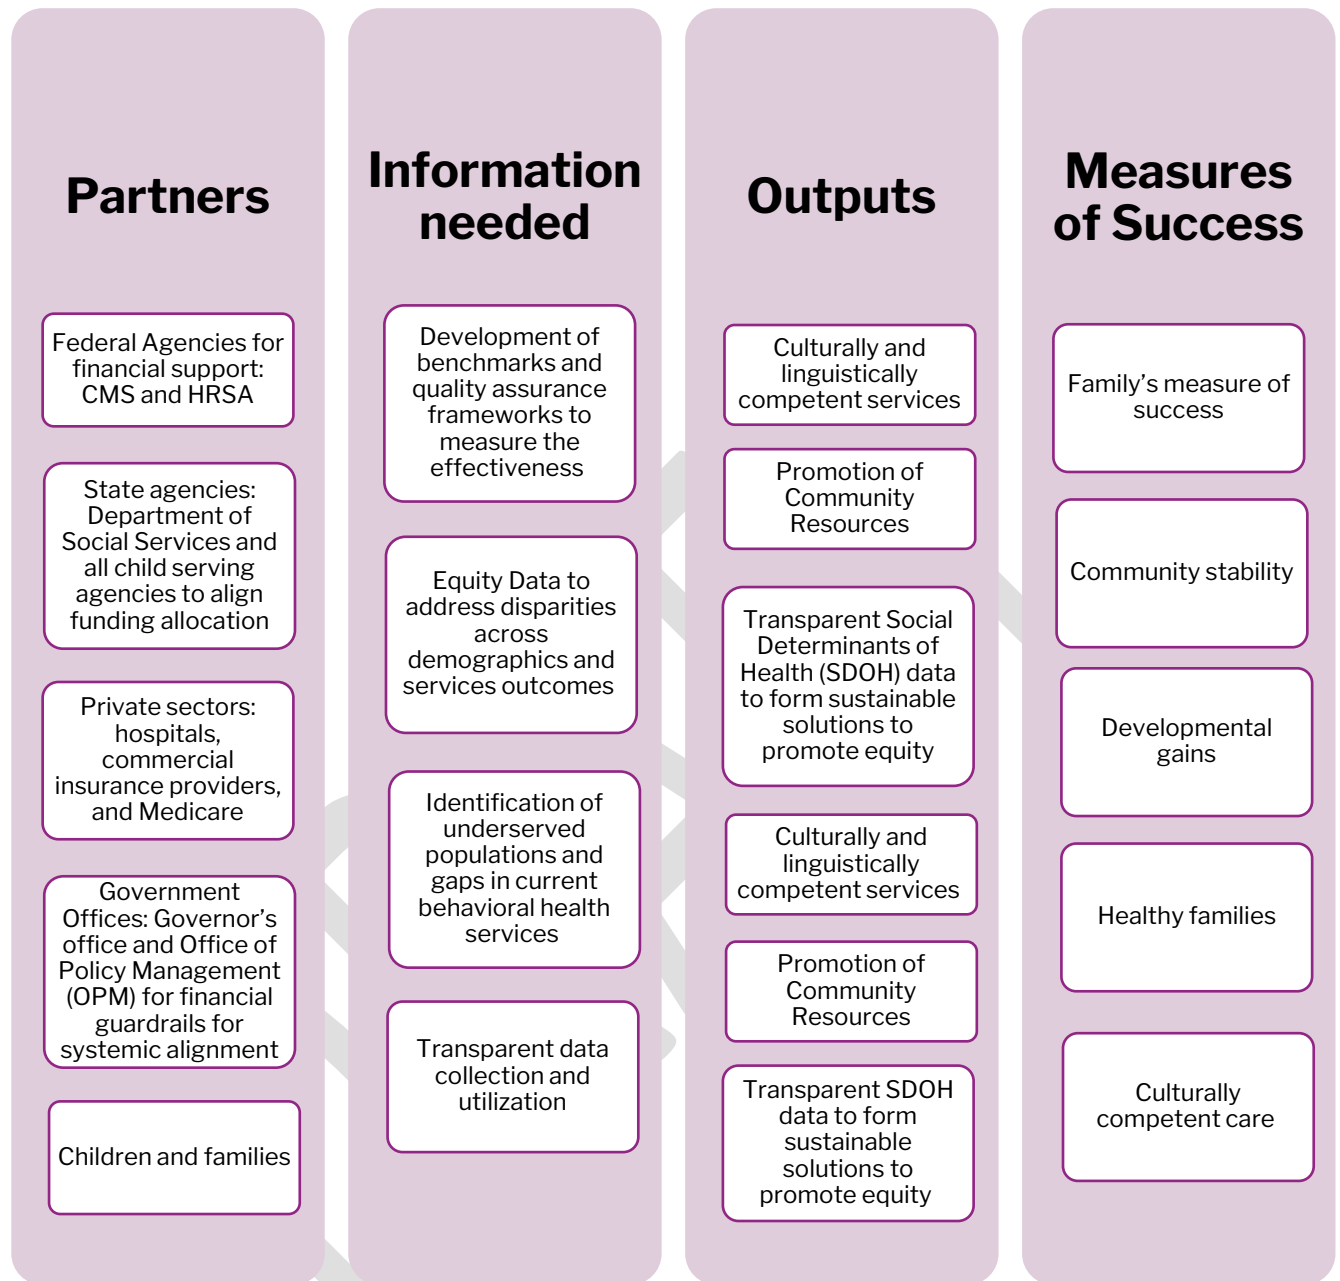 Partners
Federal Agencies for
financial support:
CMS and HRSA
State agencies:
Department of
Social Services and
all child serving
agencies to align
funding allocation
Private sectors:
hospitals,
commercial
insurance providers,
and Medicare
Government
Offices: Governor’s
office and Office of
Policy Management
(OPM) for financial
guardrails for
systemic alignment
Children and families
Information
needed
Development of
benchmarks and
quality assurance
frameworks to
measure the
effectiveness
Equity Data to
address disparities
across
demographics and
services outcomes
Identification of
underserved
populations and
gaps in current
behavioral health
services
Transparent data
collection and
utilization
Outputs
Culturally and
linguistically
competent services
Promotion of
Community
Resources
Transparent Social
Determinants of
Health (SDOH) data
to form sustainable
solutions to
promote equity
Culturally and
linguistically
competent services
Promotion of
Community
Resources
Transparent SDOH
data to form
sustainable
solutions to
promote equity
Measures
of Success
Family’s measure of
success
Community stability
Developmental
gains
Healthy families
Culturally
competent care